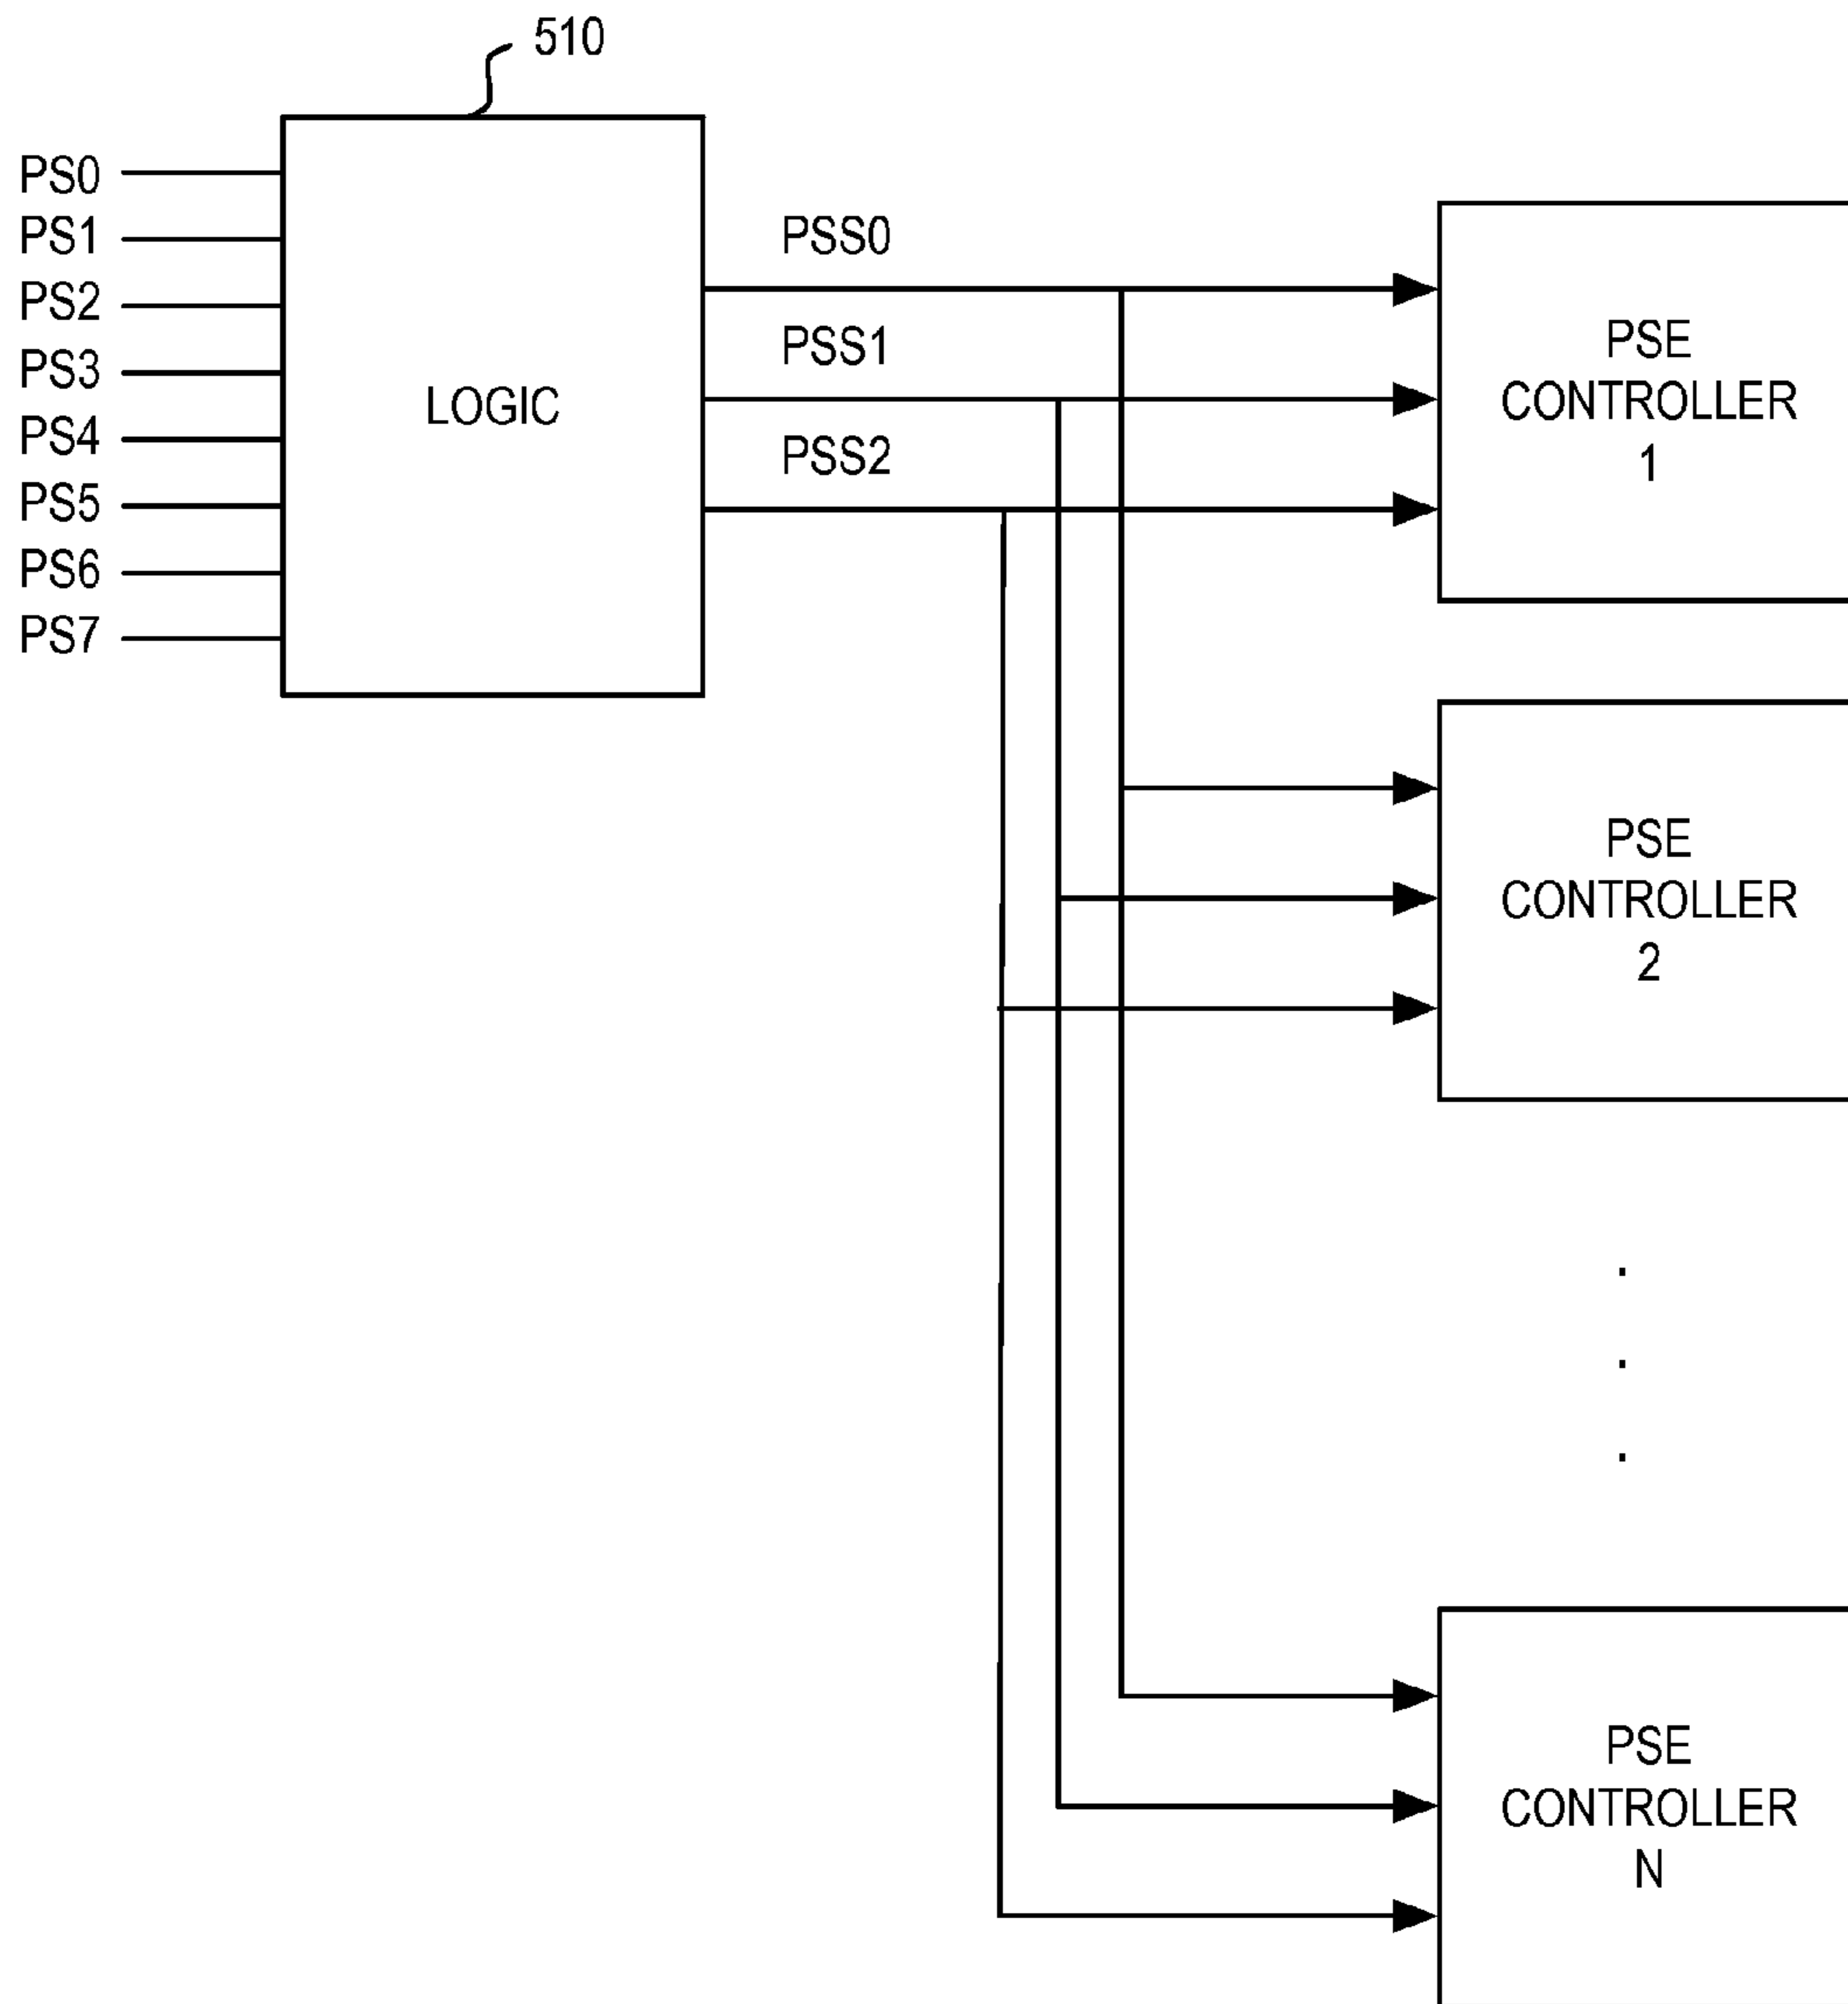 510
PS0
PS1
PS2
PS3
PS4
PS5
PS6
PS7
LOGIC
PSS0
PSS1
PSS2
PSE
CONTROLLER
1
PSE
CONTROLLER
2
PSE
CONTROLLER
N